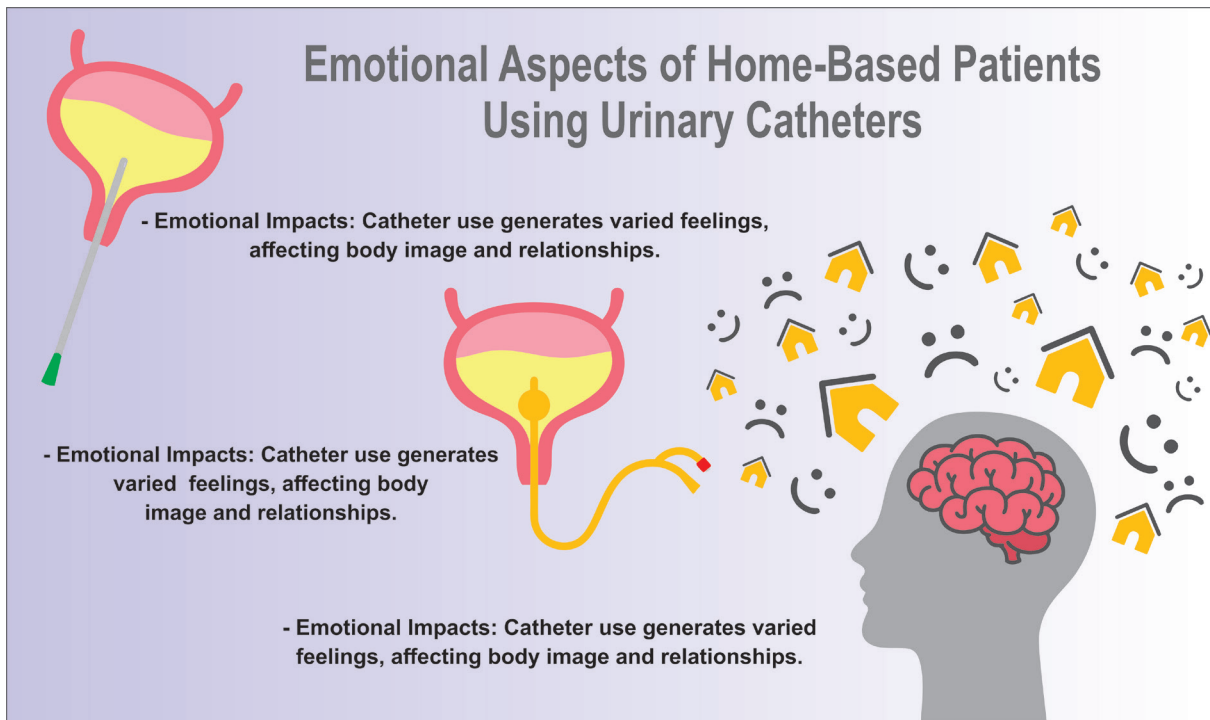 Emotional Aspects of Home-Based Patients
Using Urinary Catheters
- Emotional Impacts: Catheter use generates varied feelings,
affecting body image and relationships.
- Emotional Impacts: Catheter use generates
varied feelings, affecting body
image and relationships.
- Emotional Impacts: Catheter use generates varied
feelings, affecting body image and relationships.